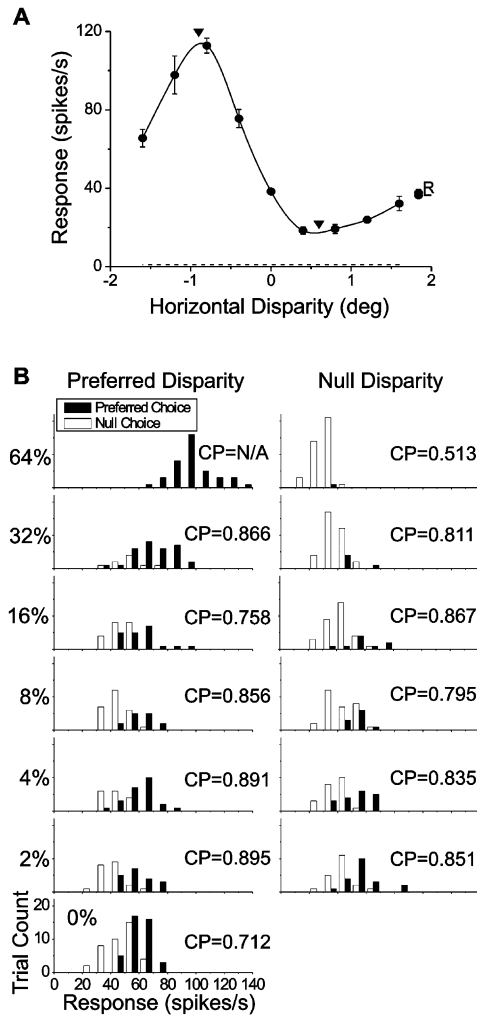 A
Response (spikes/s)
120
80
40
0
R
-2 -1 0 1 2
Horizontal Disparity (deg)
B
Preferred Disparity Null Disparity
Preferred Choice
Null Choice
64% CP=N/A CP=0.513
32% CP=0.866 CP=0.811
16% CP=0.758 CP=0.867
8% CP=0.856 CP=0.795
4% CP=0.891 CP=0.835
2% CP=0.895 CP=0.851
Trial Count
20
10
0
0% CP=0.712
0 20 40 60 80 100 120 140
Response (spikes/s)